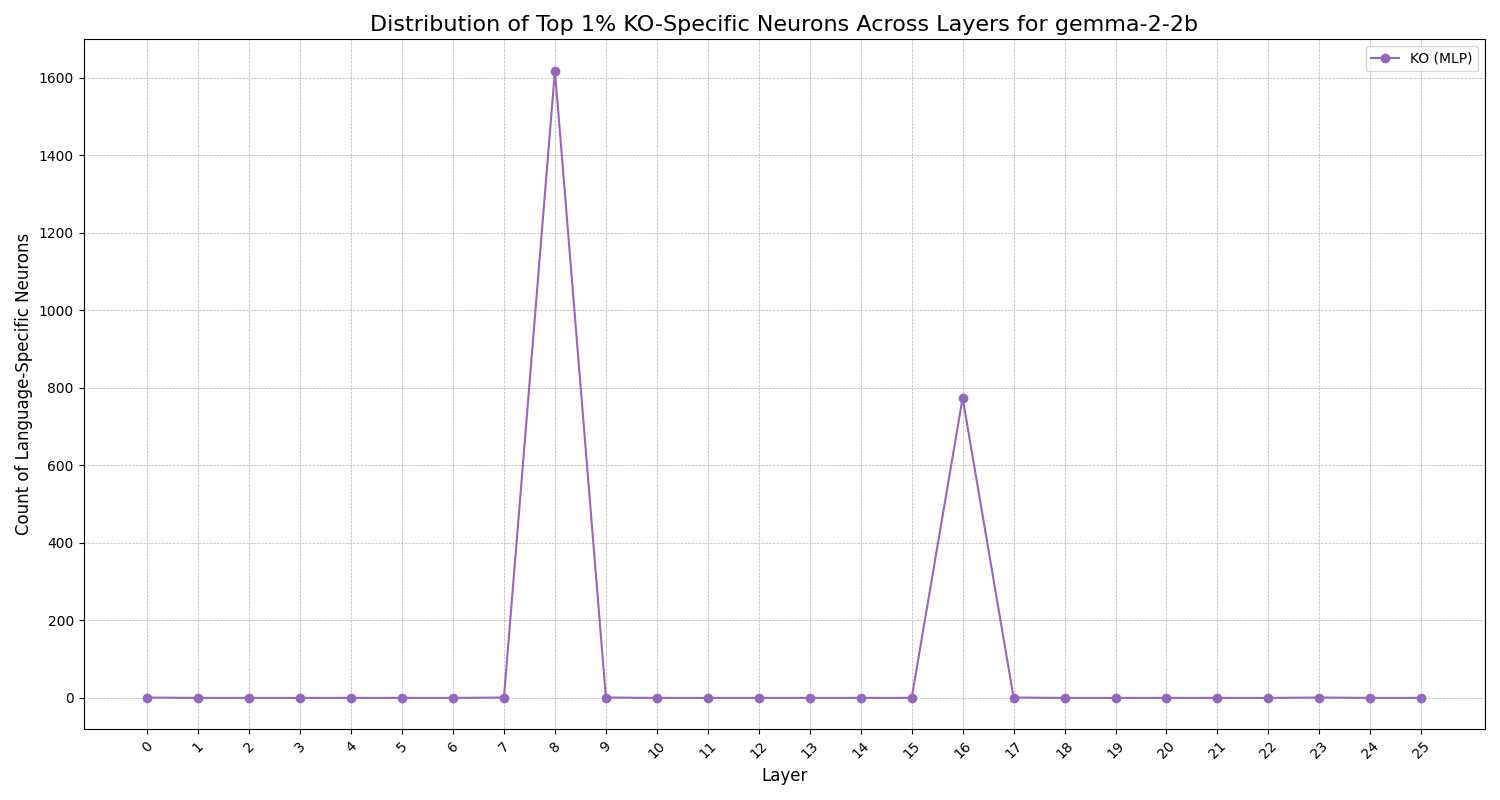 Distribution of Top 1% KO-Specific Neurons Across Layers for gemma-2-2b
KO (MLP)
Count of Language-Specific Neurons
1600
1400
1200
1000
800
600
400
200
0
0 1 2 3 4 5 6 7 8 9 10 11 12 13 14 15 16 17 18 19 20 21 22 23 24 25
Layer